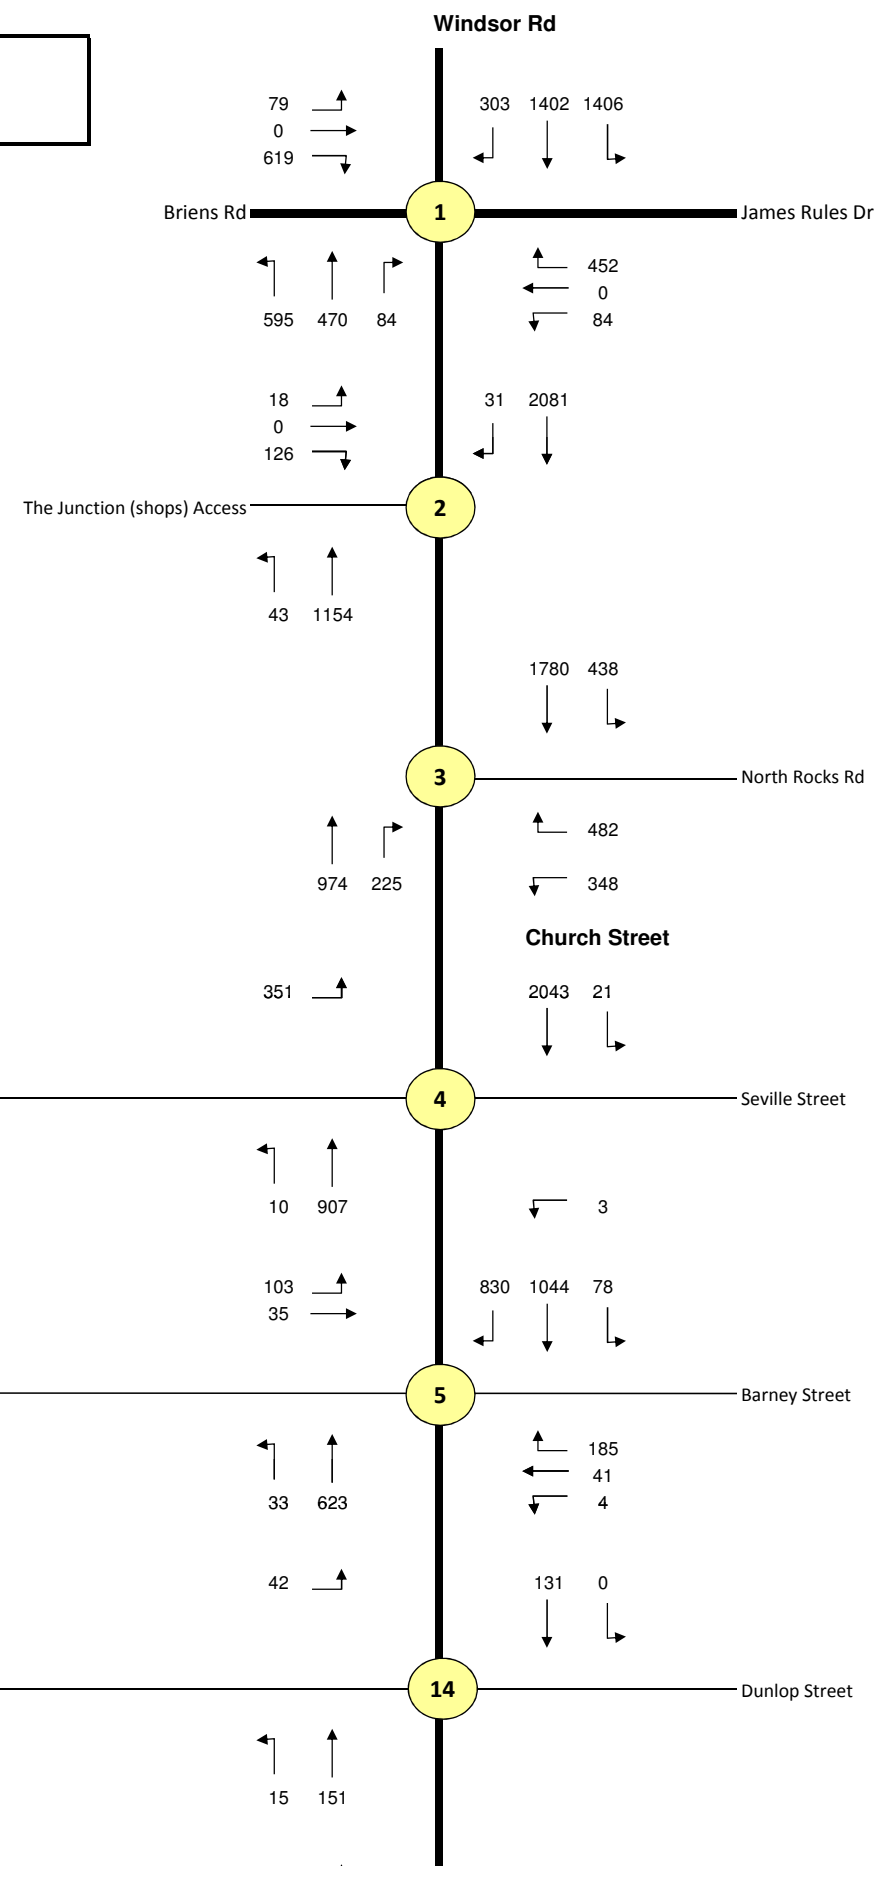 Windsor Rd
79
303 1402 1406
0
619
Briens Rd 1 James Rules Dr
452
0
595 470 84 84
18 31 2081
0
126
The Junction (shops) Access 2
43 1154
1780 438
3 North Rocks Rd
482
974 225 348
Church Street
351 2043 21
4 Seville Street
10 907 3
103 830 1044 78
35
5 Barney Street
185
41
33 623 4
42 131 0
14 Dunlop Street
15 151